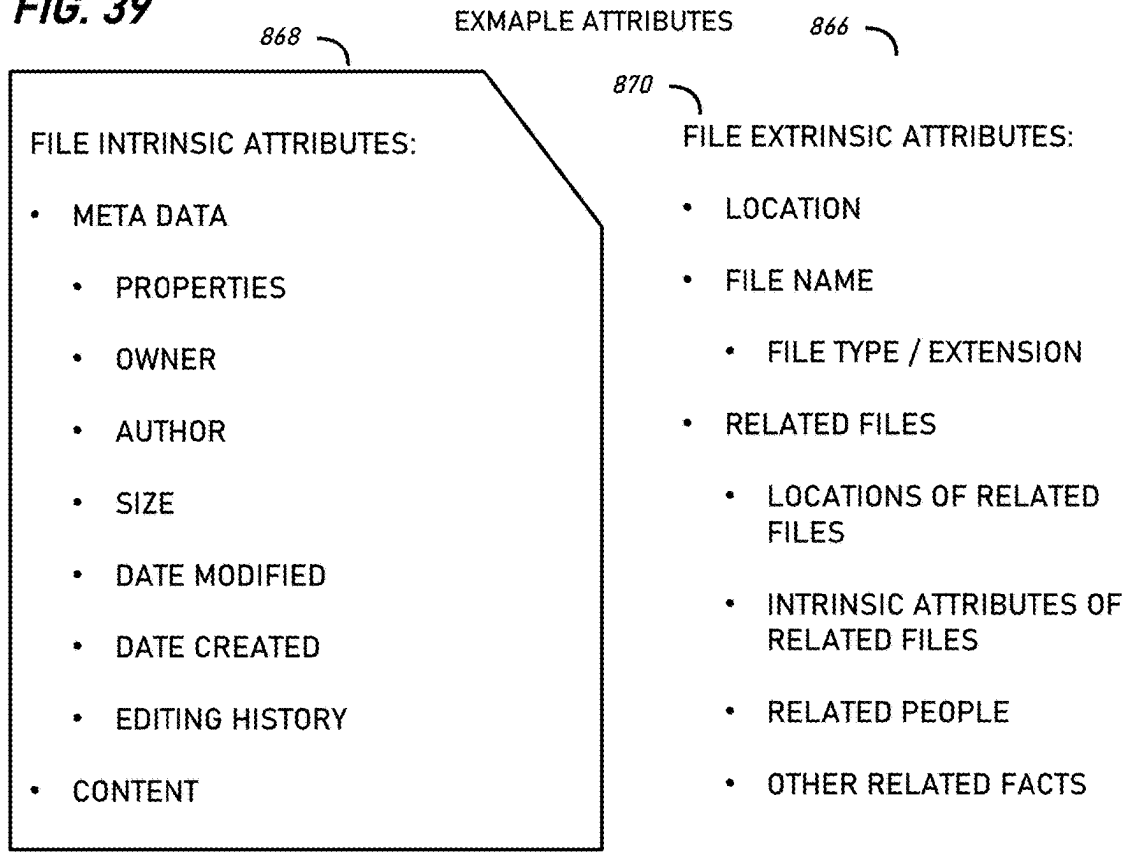 FIG. 39
EXMAPLE ATTRIBUTES
866
868
870
FILE INTRINSIC ATTRIBUTES:
• META DATA
• PROPERTIES
• OWNER
• AUTHOR
• SIZE
• DATE MODIFIED
• DATE CREATED
• EDITING HISTORY
• CONTENT
FILE EXTRINSIC ATTRIBUTES:
• LOCATION
• FILE NAME
• FILE TYPE / EXTENSION
• RELATED FILES
• LOCATIONS OF RELATED
FILES
• INTRINSIC ATTRIBUTES OF
RELATED FILES
• RELATED PEOPLE
• OTHER RELATED FACTS